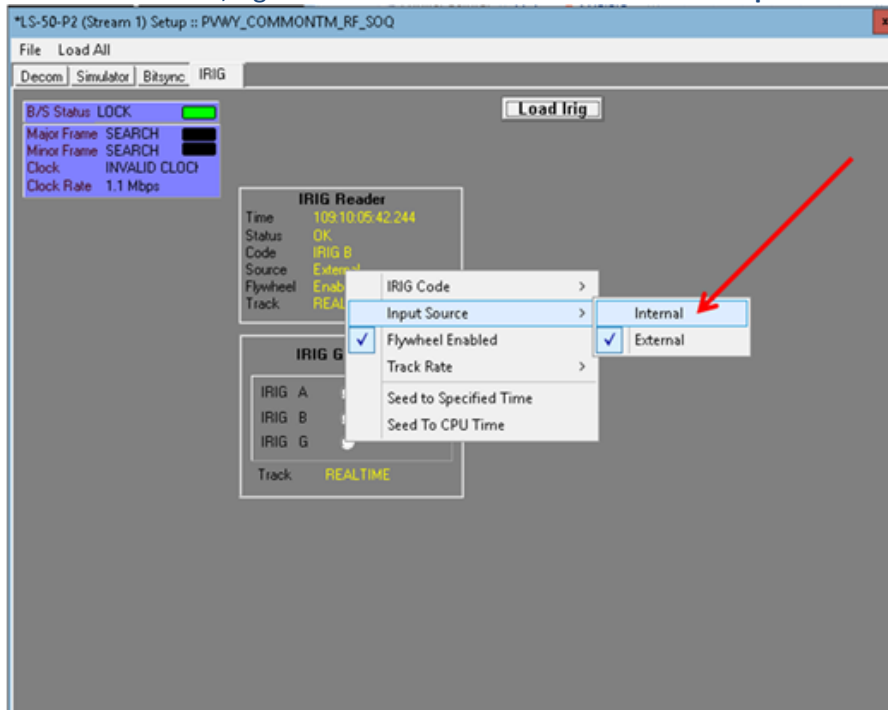 *LS-50-P2 (Stream 1) Setup :: PVWY_COMMONTM_RF_SOQ
File Load All
Decom Simulator Bitsync IRIG
B/S Status LOCK
Load Irig
Major Frame SEARCH
Minor Frame SEARCH
Clock INVALID CLOCK
Clock Rate 1.1 Mbps
IRIG Reader
Time 109:10:05:42.244
Status OK
Code IRIG B
Source External
Flywheel Enab
Track REAL
IRIG Code >
Input Source >
Internal
✓ Flywheel Enabled
✓ External
Track Rate >
Seed to Specified Time
Seed To CPU Time
IRIG G
IRIG A
IRIG B
IRIG G
Track REALTIME